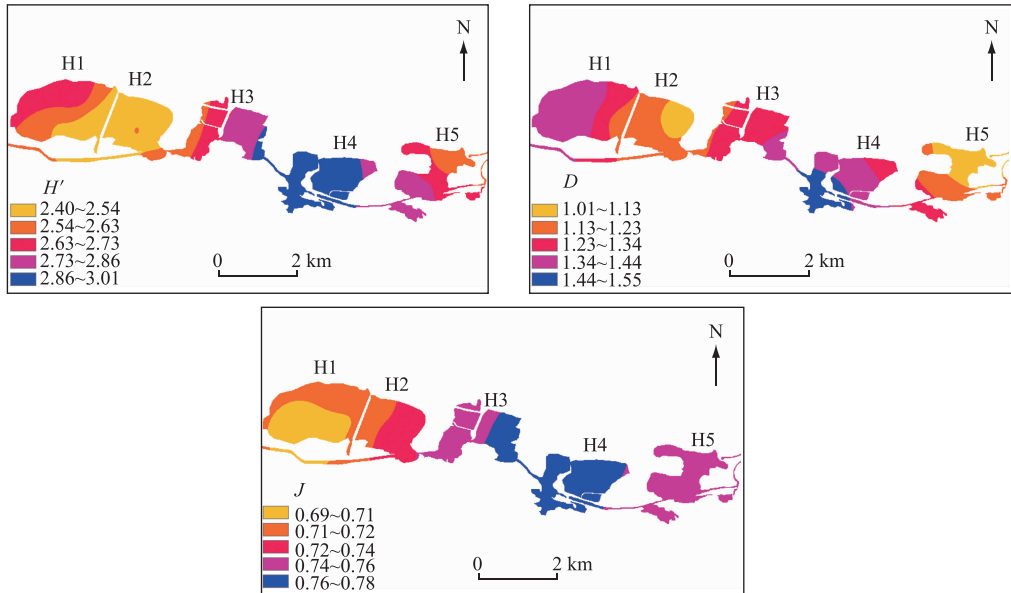 N
H1
H2
H3
H4
H5
H′
2.40~2.54
2.54~2.63
2.63~2.73
2.73~2.86
2.86~3.01
0 2 km
N
H1
H2
H3
H4
H5
D
1.01~1.13
1.13~1.23
1.23~1.34
1.34~1.44
1.44~1.55
0 2 km
N
H1
H2
H3
H4
H5
J
0.69~0.71
0.71~0.72
0.72~0.74
0.74~0.76
0.76~0.78
0 2 km